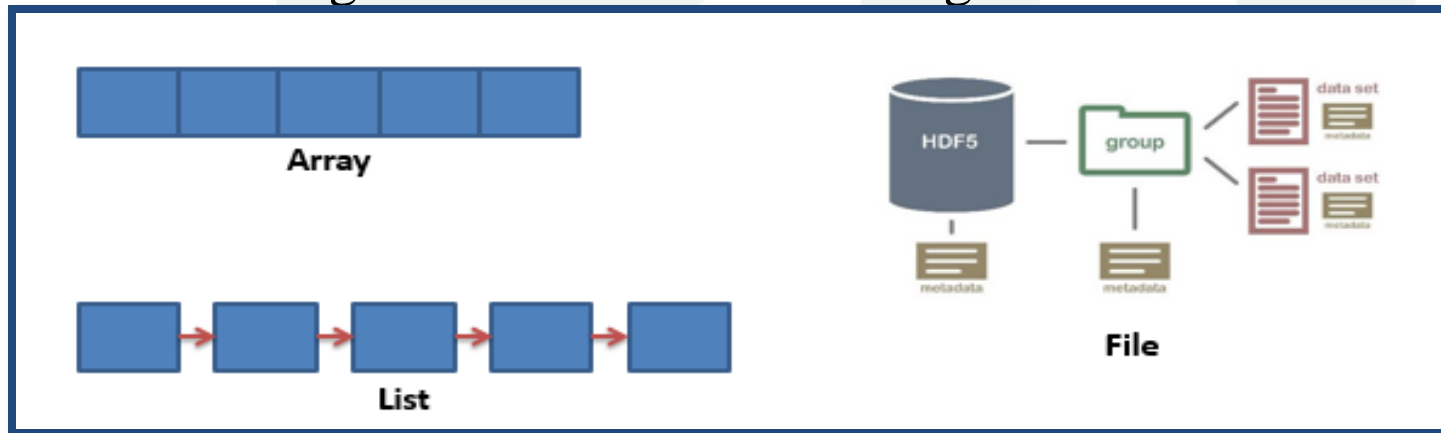 Array
List
HDF5
group
data set
metadata
data set
metadata
metadata
metadata
File